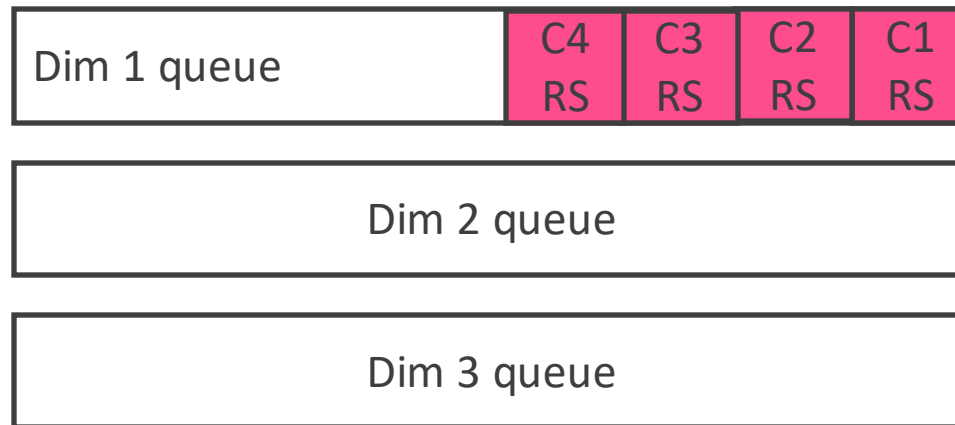 Dim 1 queue
C4
RS
C3
RS
C2
RS
C1
RS
Dim 2 queue
Dim 3 queue